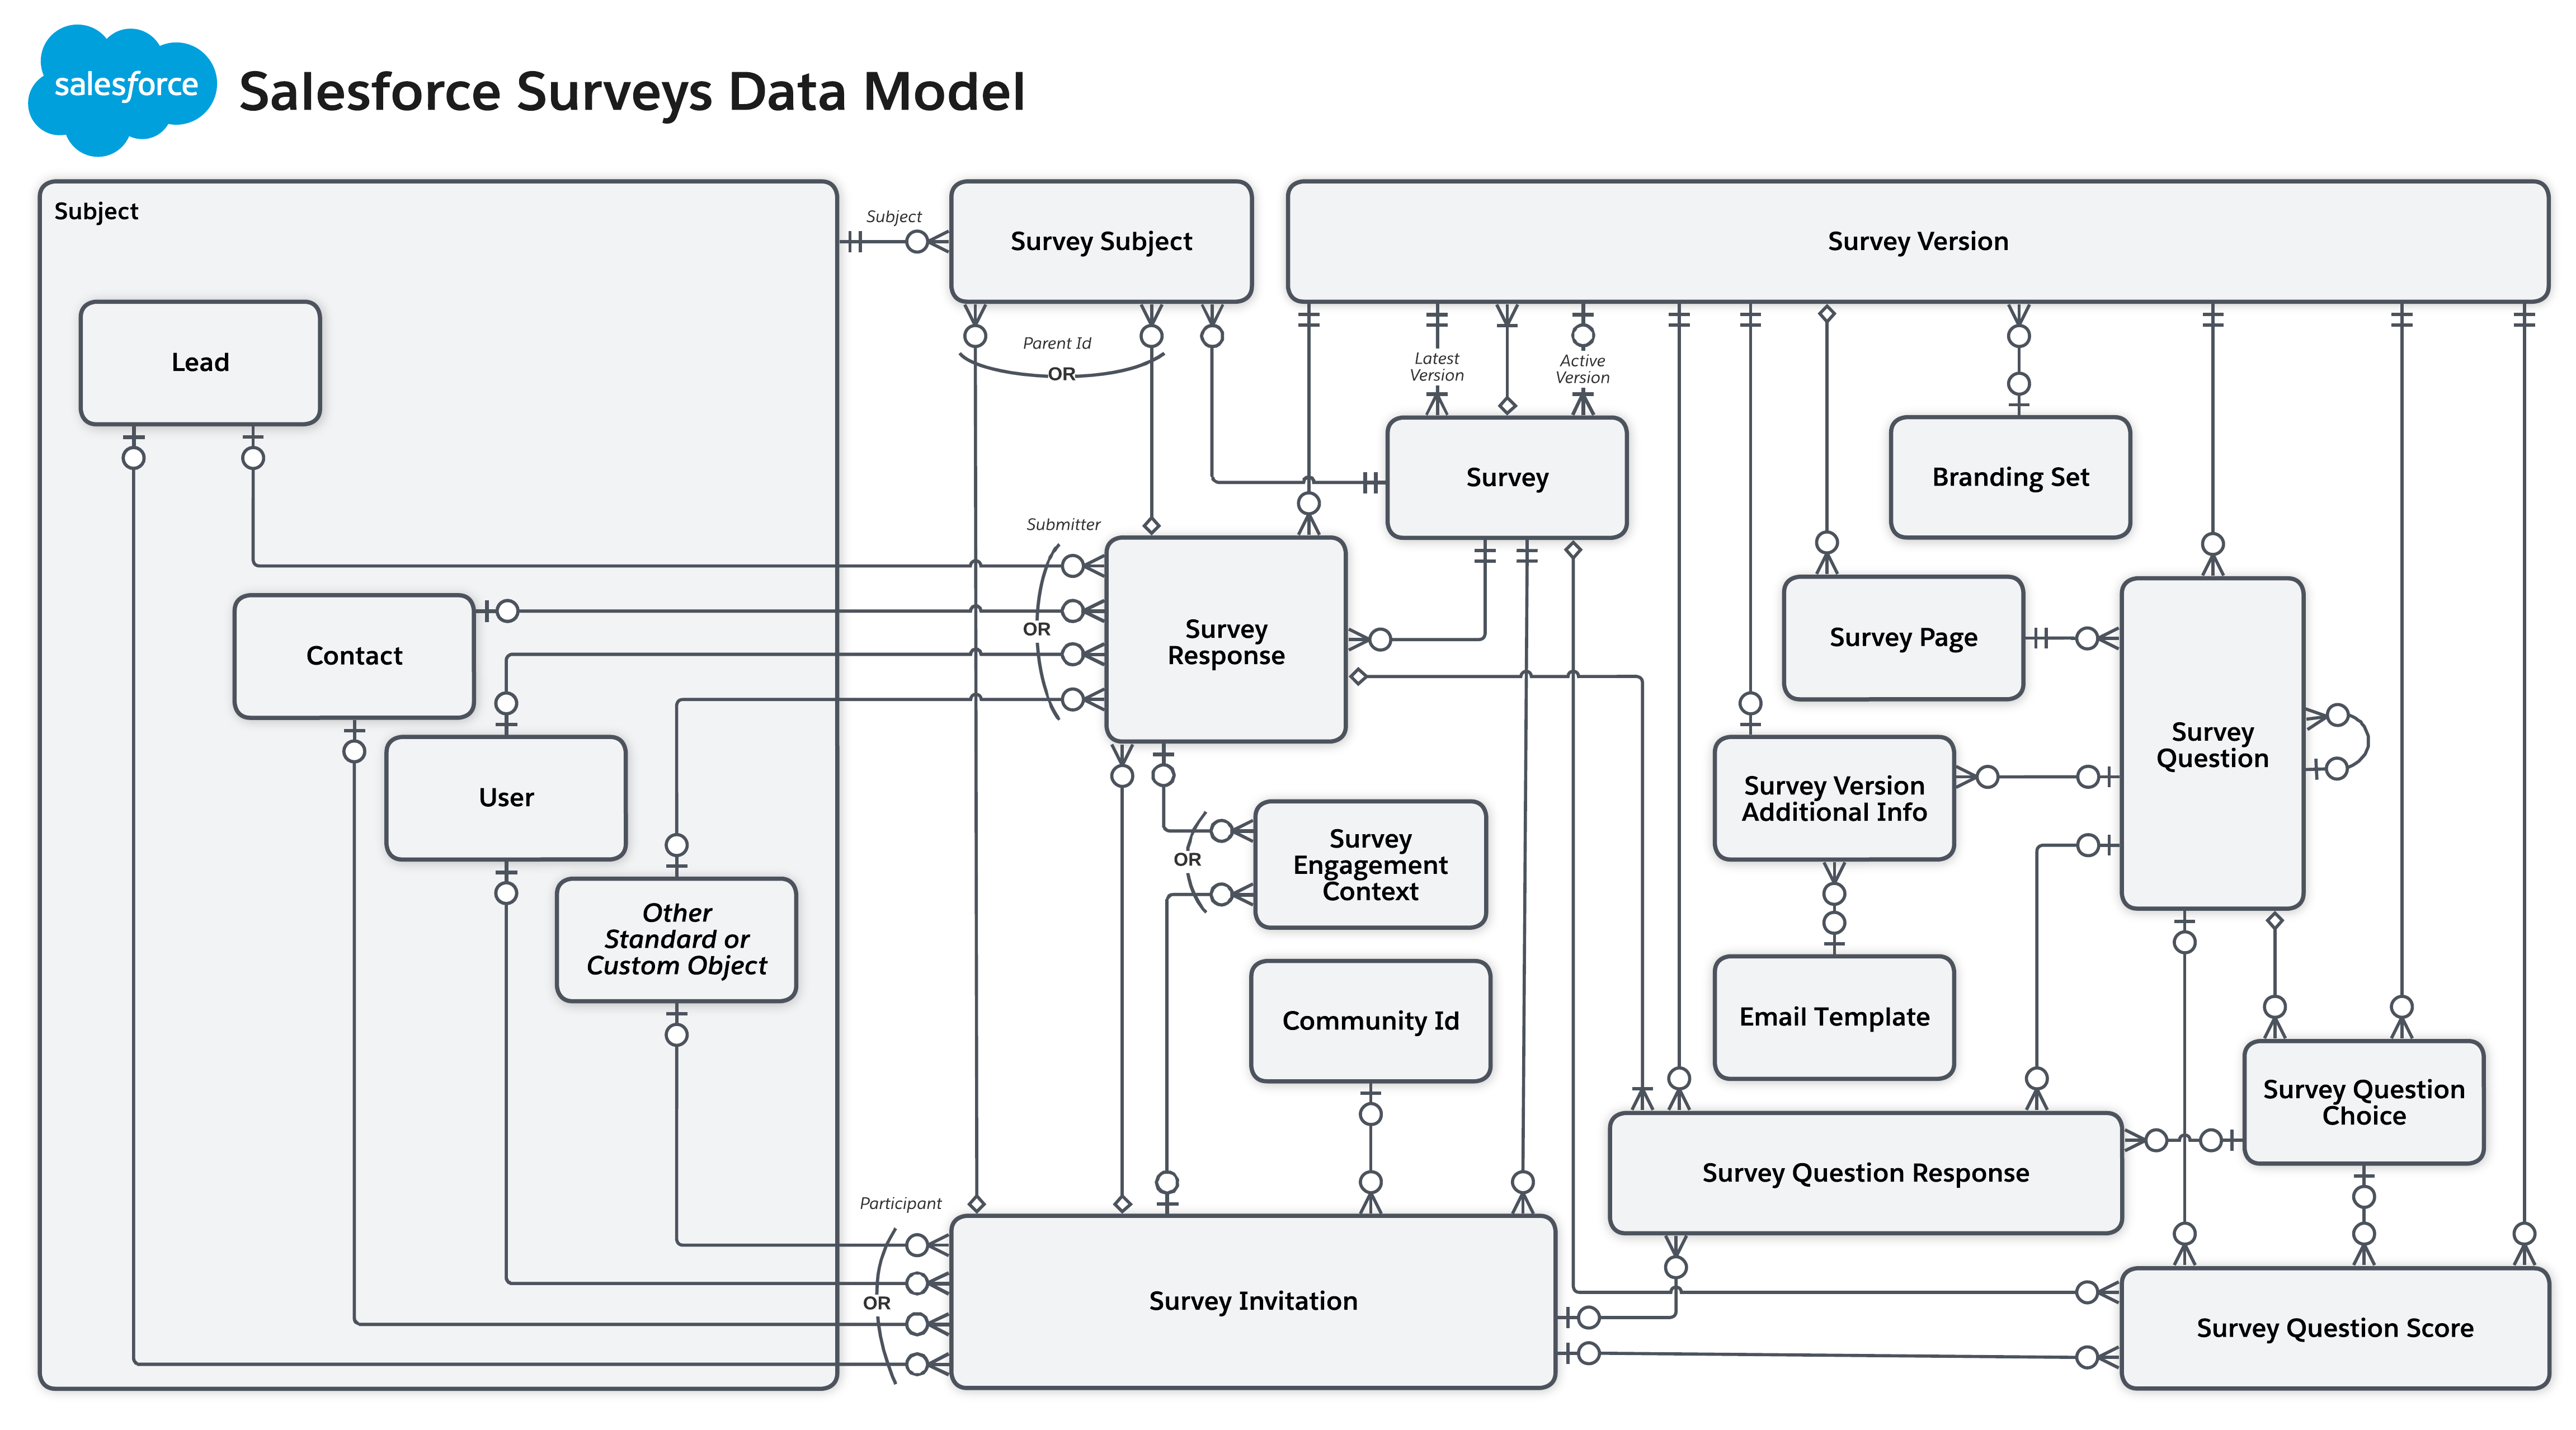 salesforce
Salesforce Surveys Data Model
Subject
Subject
Survey Subject
Survey Version
Lead
Parent Id
OR
Latest
Version
Active
Version
Survey
Branding Set
Submitter
OR
Contact
Survey
Response
Survey Page
Survey
Question
User
Survey Version
Additional Info
Survey
Engagement
Context
OR
Other
Standard or
Custom Object
Community Id
Email Template
Survey Question
Choice
Survey Question Response
Participant
OR
Survey Invitation
Survey Question Score